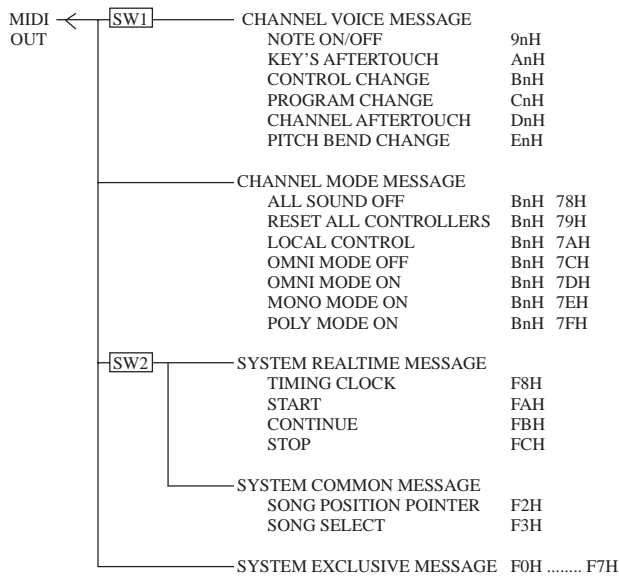 MIDI OUT SW1 CHANNEL VOICE MESSAGE
NOTE ON/OFF 9nH
KEY'S AFTERTOUCH AnH
CONTROL CHANGE BnH
PROGRAM CHANGE CnH
CHANNEL AFTERTOUCH DnH
PITCH BEND CHANGE EnH
CHANNEL MODE MESSAGE
ALL SOUND OFF BnH 78H
RESET ALL CONTROLLERS BnH 79H
LOCAL CONTROL BnH 7AH
OMNI MODE OFF BnH 7CH
OMNI MODE ON BnH 7DH
MONO MODE ON BnH 7EH
POLY MODE ON BnH 7FH
SW2 SYSTEM REALTIME MESSAGE
TIMING CLOCK F8H
START FAH
CONTINUE FBH
STOP FCH
SYSTEM COMMON MESSAGE
SONG POSITION POINTER F2H
SONG SELECT F3H
SYSTEM EXCLUSIVE MESSAGE F0H ........ F7H